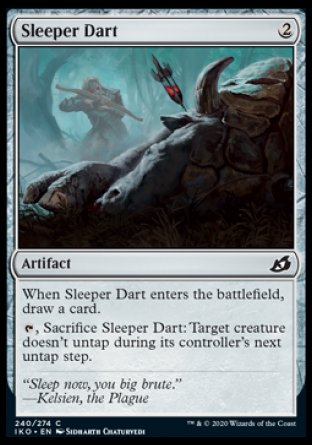 Sleeper Dart 2
Artifact
When Sleeper Dart enters the battlefield,
draw a card.
, Sacrifice Sleeper Dart: Target creature
doesn't untap during its controller's next
untap step.
"Sleep now, you big brute."
—Kelsien, the Plague
240/274 C
IKO • EN Sidharth Chaturvedi
™ & © 2020 Wizards of the Coast